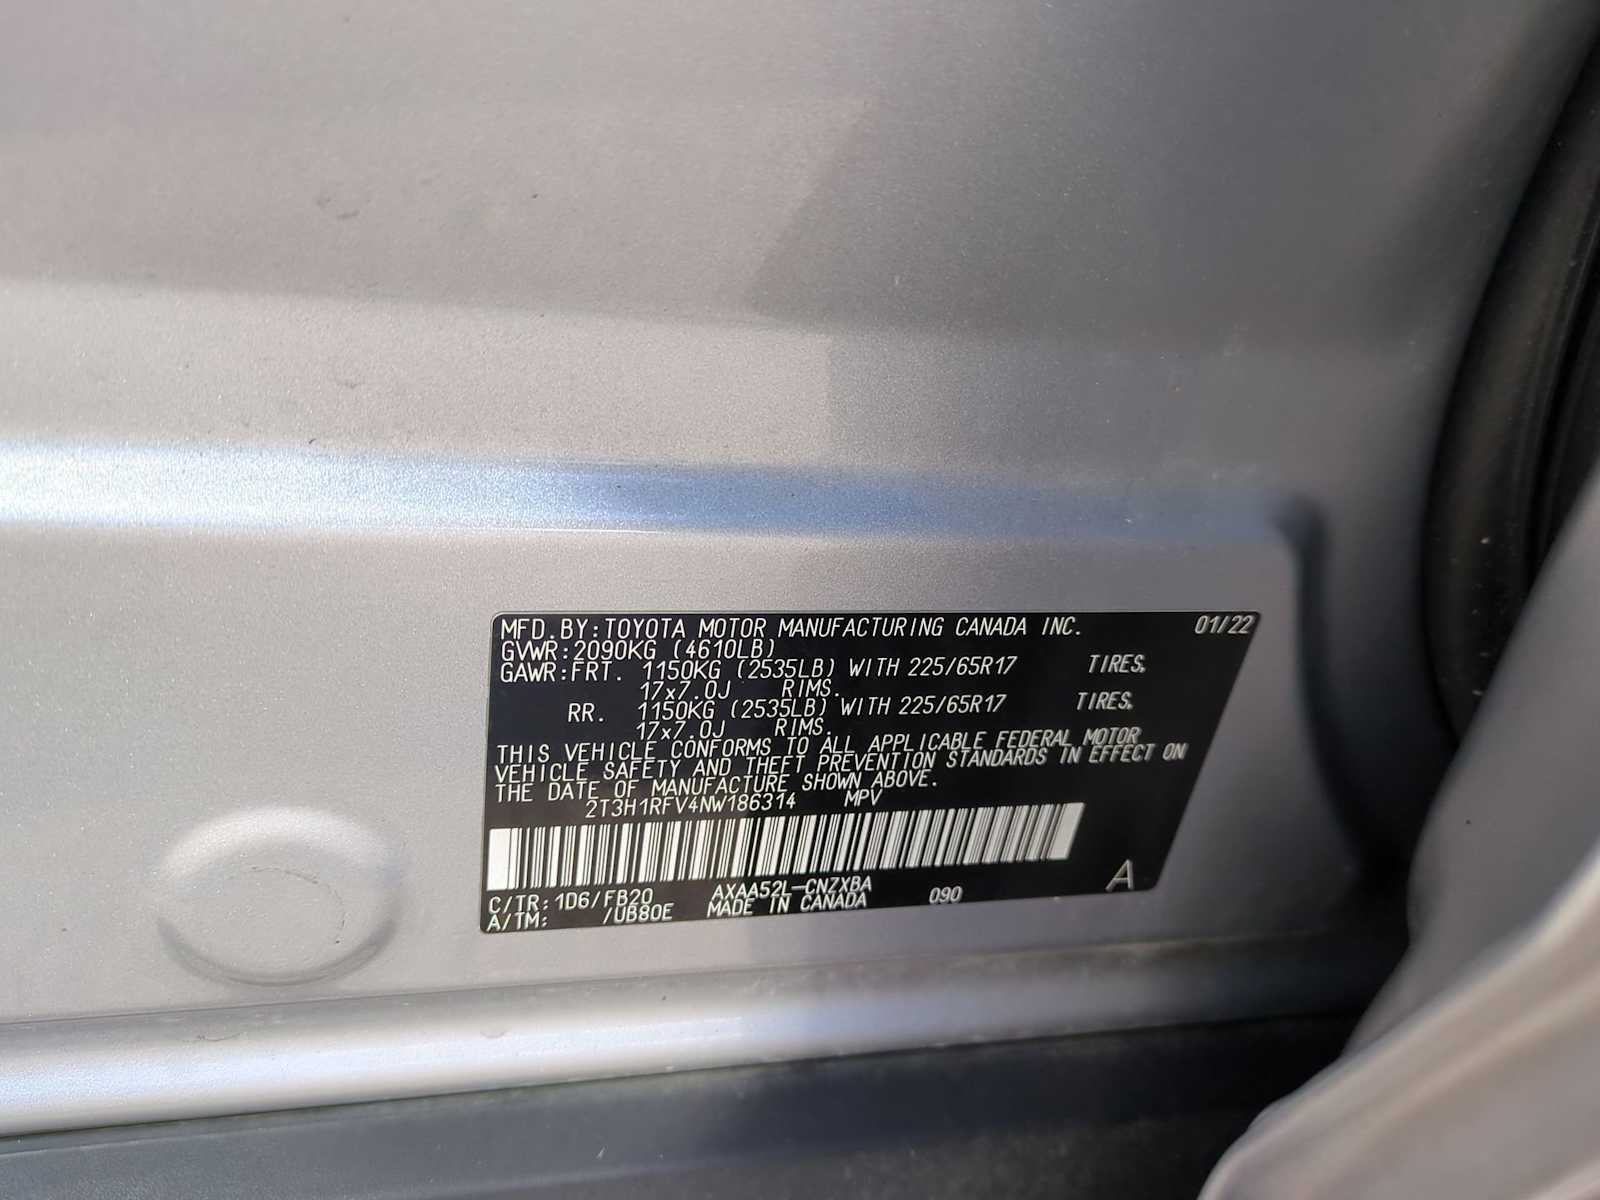 MFD.BY:TOYOTA MOTOR MANUFACTURING CANADA INC. 01/22
GVWR:2090KG (4610LB)
GAWR:FRT. 1150KG (2535LB) WITH 225/65R17 TIRES.
17x7.0J RIMS.
RR. 1150KG (2535LB) WITH 225/65R17 TIRES.
17x7.0J RIMS.
THIS VEHICLE CONFORMS TO ALL APPLICABLE FEDERAL MOTOR
VEHICLE SAFETY AND THEFT PREVENTION STANDARDS IN EFFECT ON
THE DATE OF MANUFACTURE SHOWN ABOVE.
2T3H1RFV4NW186314 MPV
C/TR:1D6/FB20 AXAA52L-CNZXBA 090 A
A/TM: /UB80E MADE IN CANADA